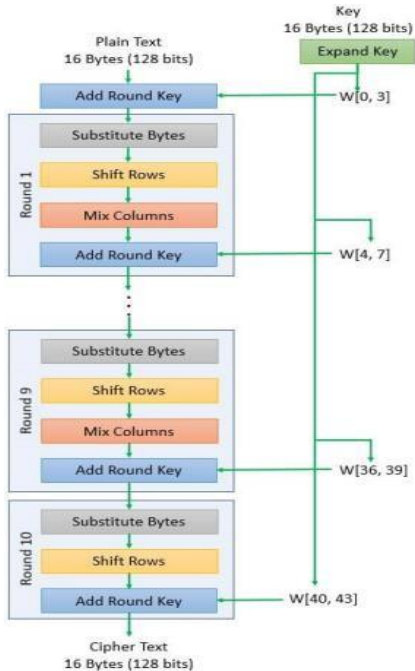 Key
16 Bytes (128 bits)
Expand Key
Plain Text
16 Bytes (128 bits)
Add Round Key
W[0, 3]
Round 1
Substitute Bytes
Shift Rows
Mix Columns
Add Round Key
W[4, 7]
Round 9
Substitute Bytes
Shift Rows
Mix Columns
Add Round Key
W[36, 39]
Round 10
Substitute Bytes
Shift Rows
Add Round Key
W[40, 43]
Cipher Text
16 Bytes (128 bits)